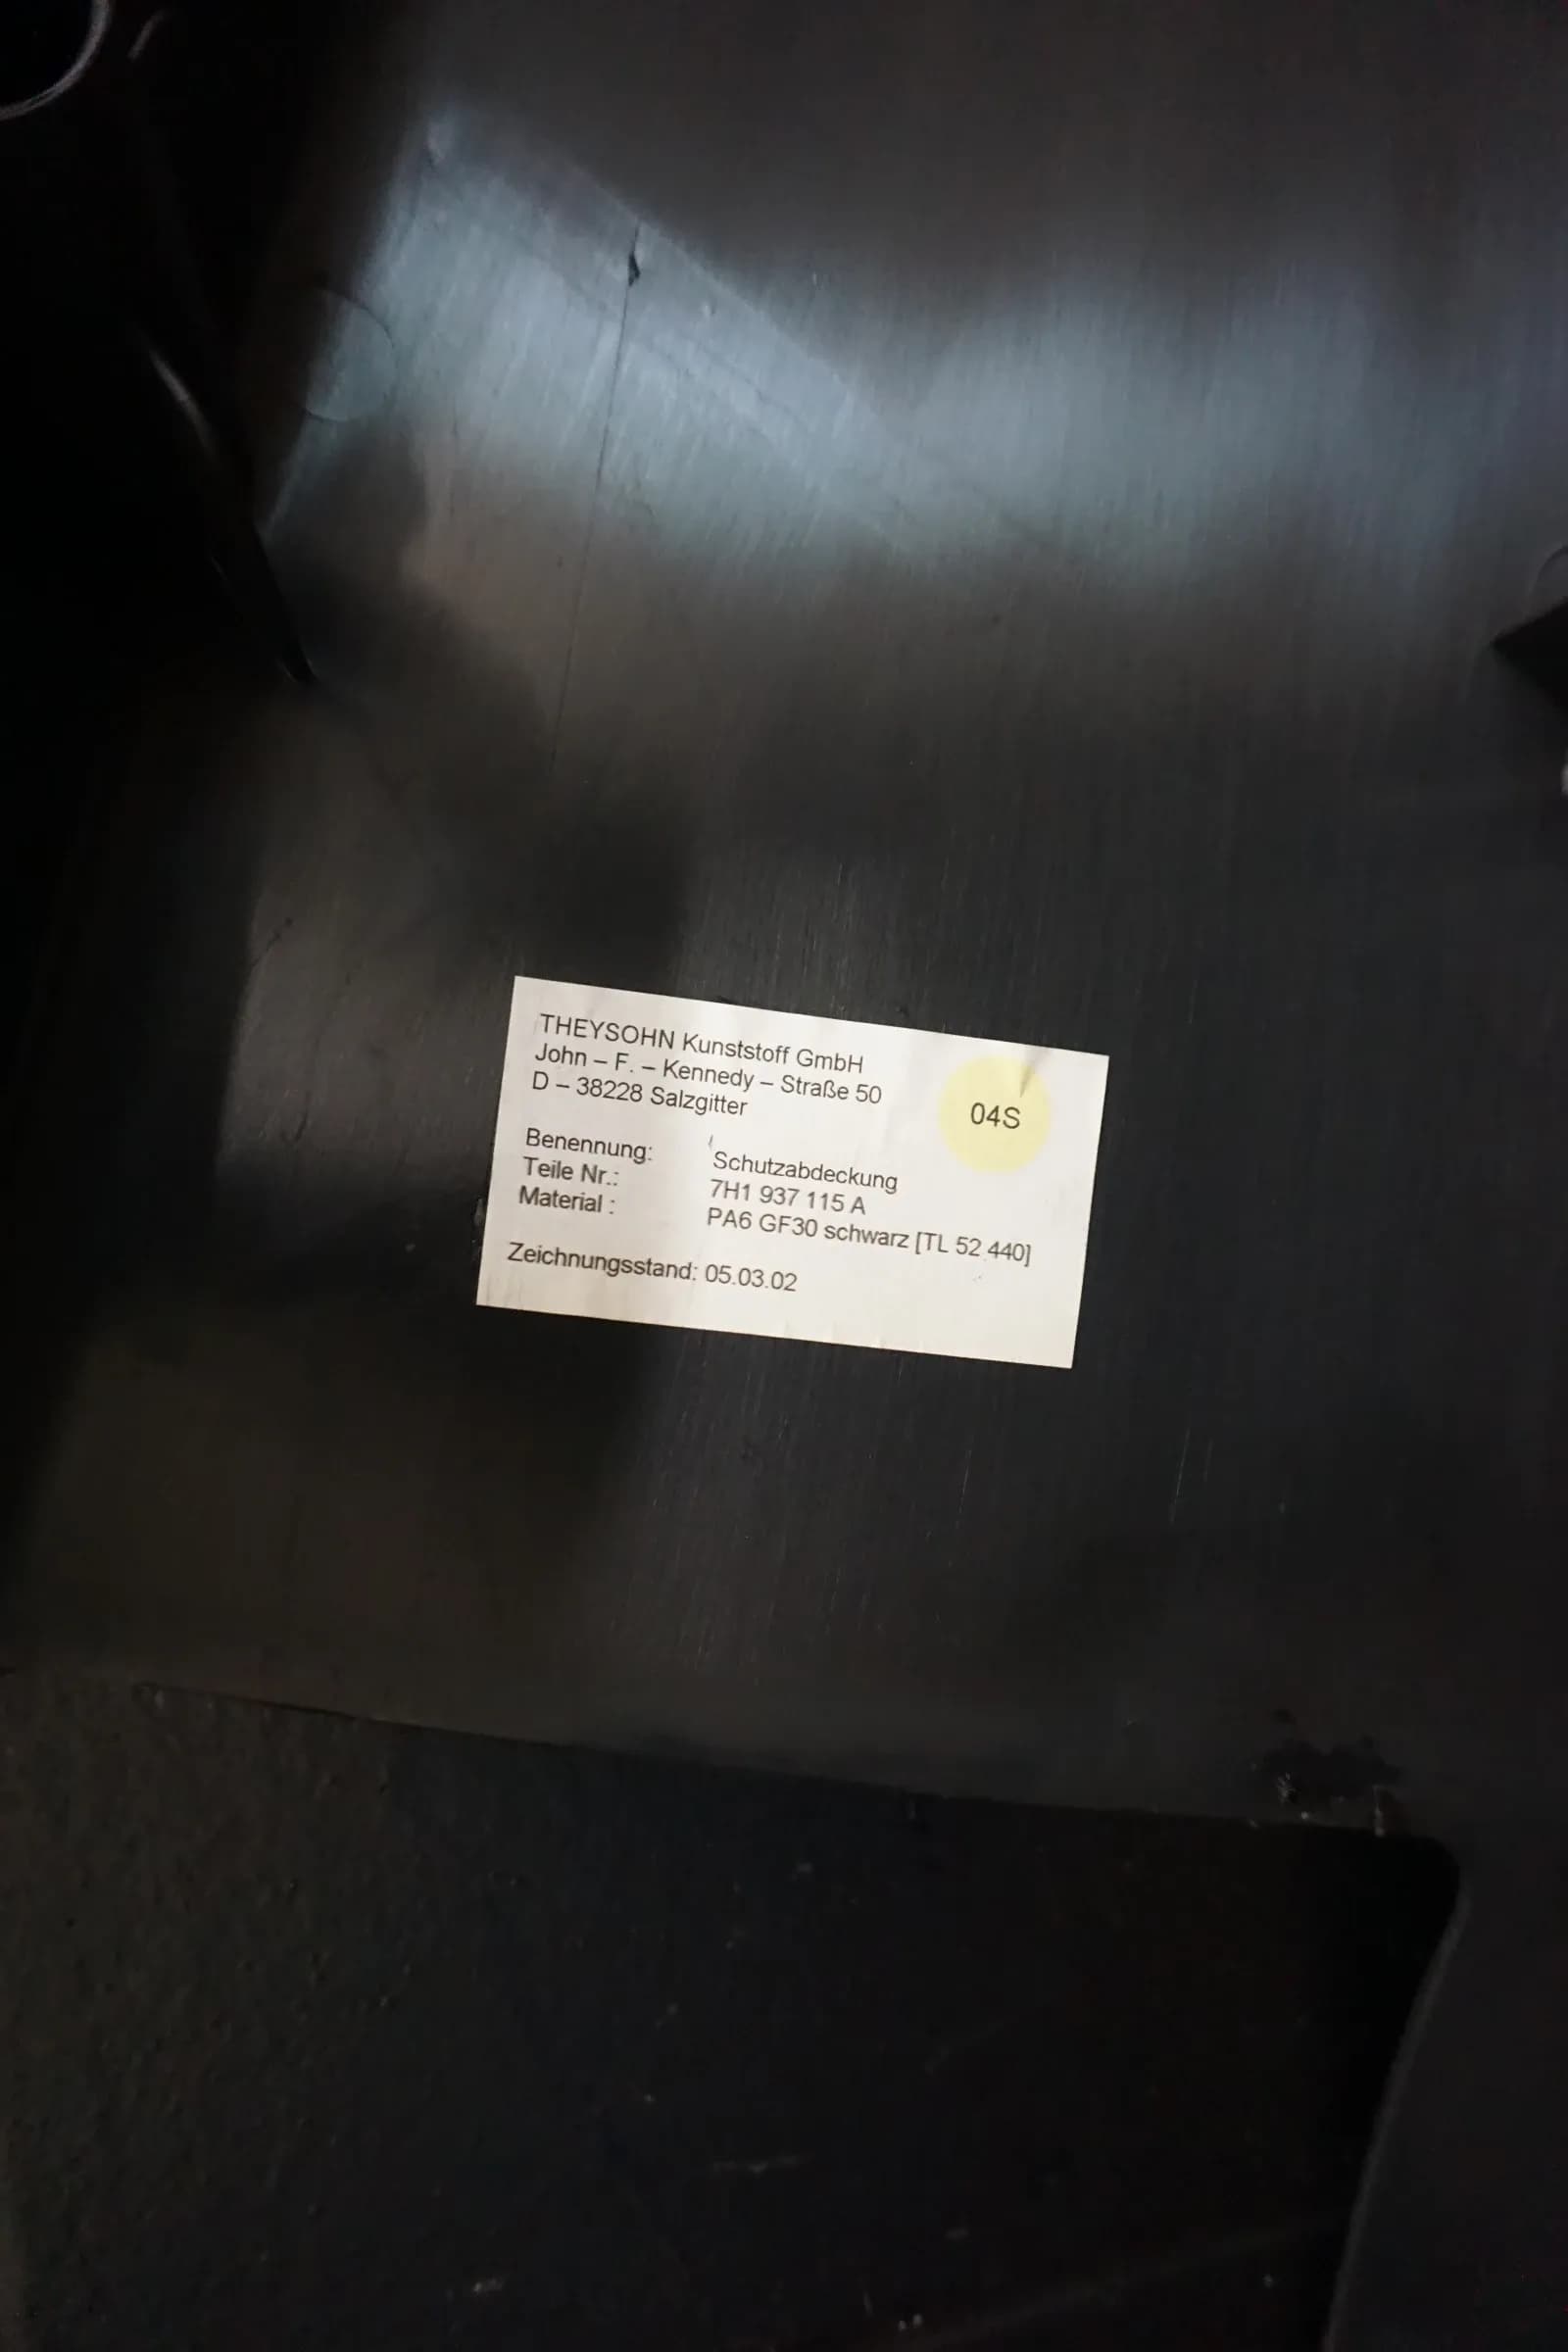 THEYSOHN Kunststoff GmbH
John – F. – Kennedy – Straße 50
D – 38228 Salzgitter
04S
Benennung: Schutzabdeckung
Teile Nr.: 7H1 937 115 A
Material : PA6 GF30 schwarz [TL 52 440]
Zeichnungsstand: 05.03.02